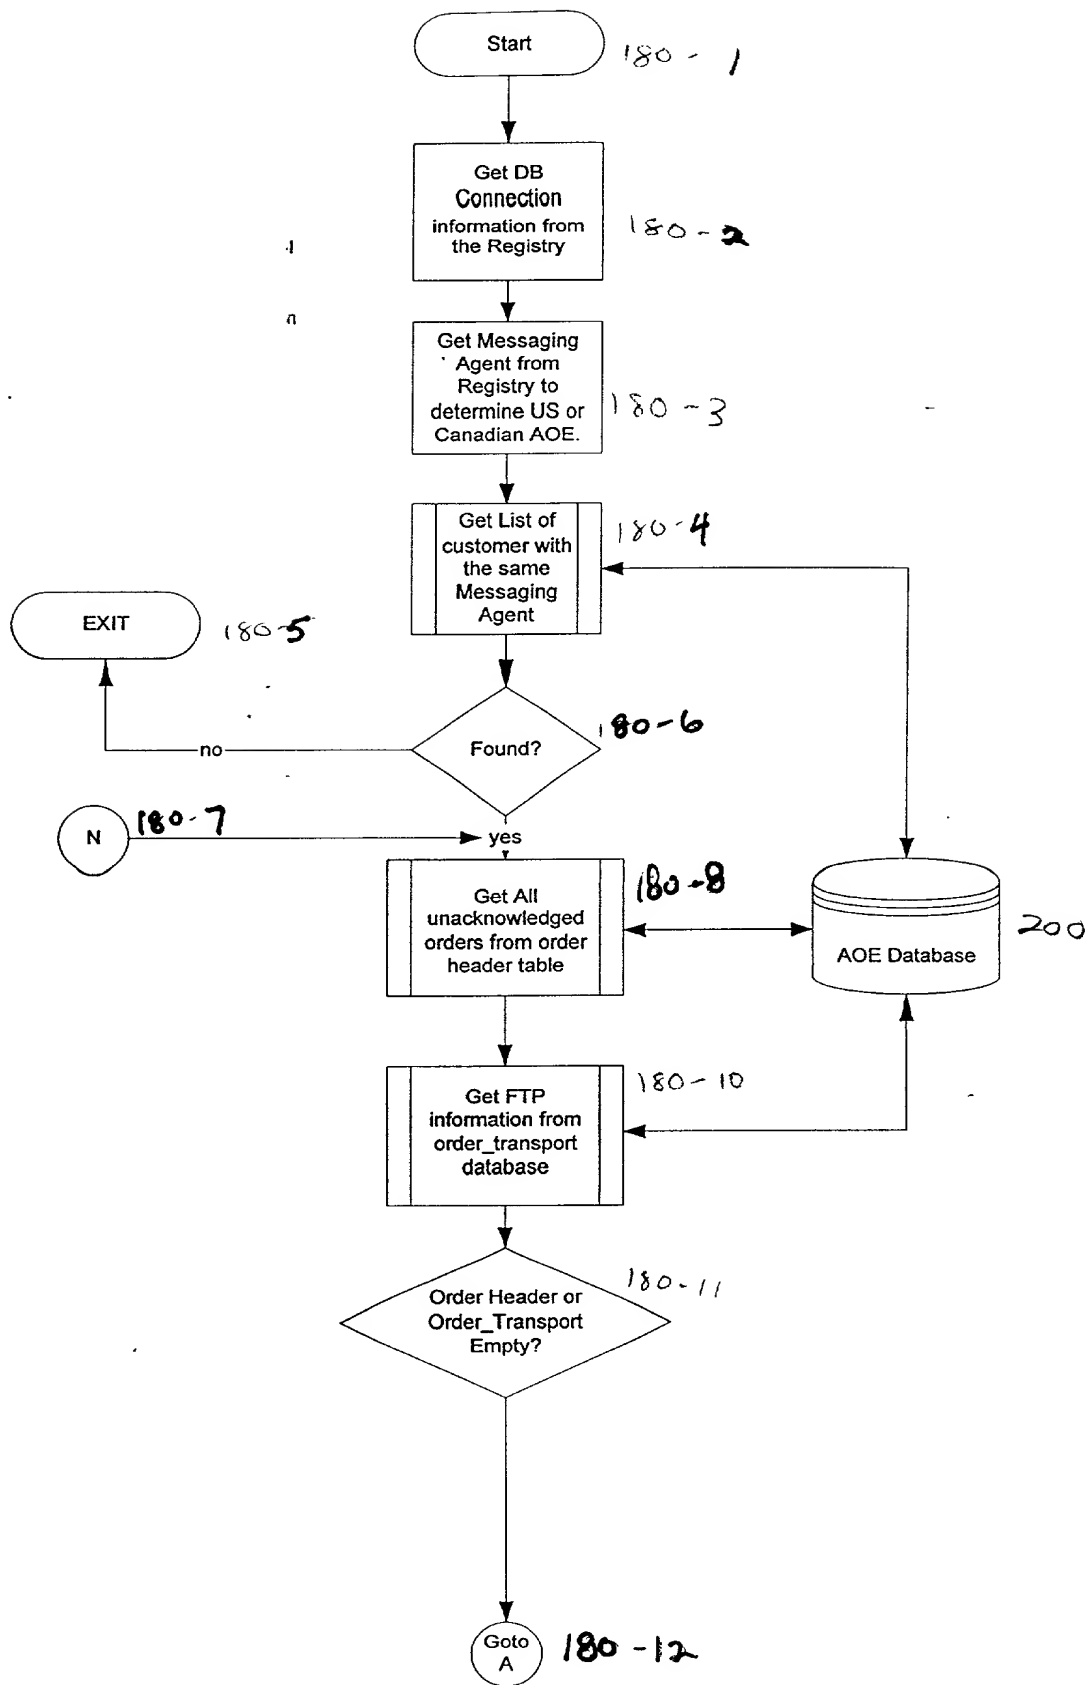 Start
180 - 1
Get DB
Connection
information from
the Registry
180 - 2
Get Messaging
Agent from
Registry to
determine US or
Canadian AOE.
180 - 3
Get List of
customer with
the same
Messaging
Agent
180-4
EXIT
180-5
Found?
180-6
no
N
180-7
yes
Get All
unacknowledged
orders from order
header table
180-8
AOE Database
200
Get FTP
information from
order_transport
database
180-10
Order Header or
Order_Transport
Empty?
180-11
Goto
A
180-12